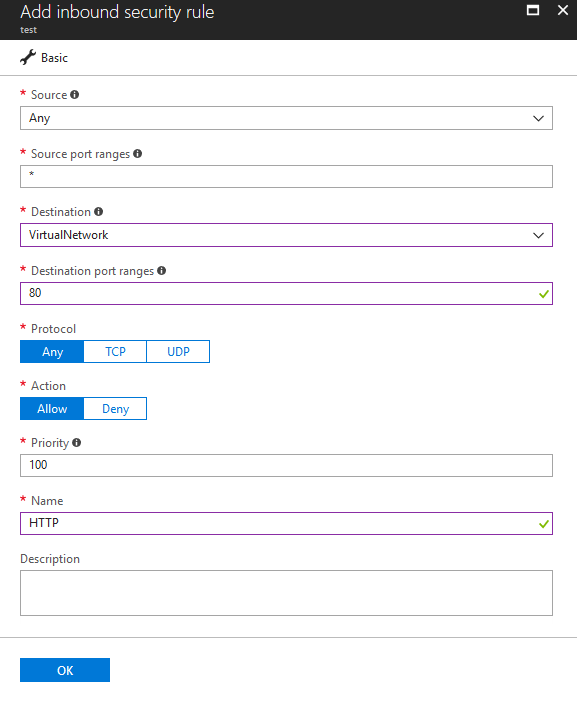 Add inbound security rule
test
Basic
* Source
Any
* Source port ranges
*
* Destination
VirtualNetwork
* Destination port ranges
80
* Protocol
Any TCP UDP
* Action
Allow Deny
* Priority
100
* Name
HTTP
Description
OK